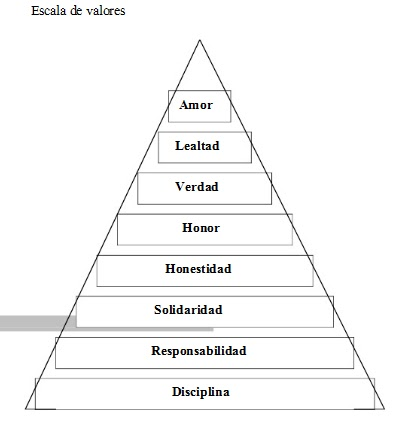 Escala de valores
Amor
Lealtad
Verdad
Honor
Honestidad
Solidaridad
Responsabilidad
Disciplina